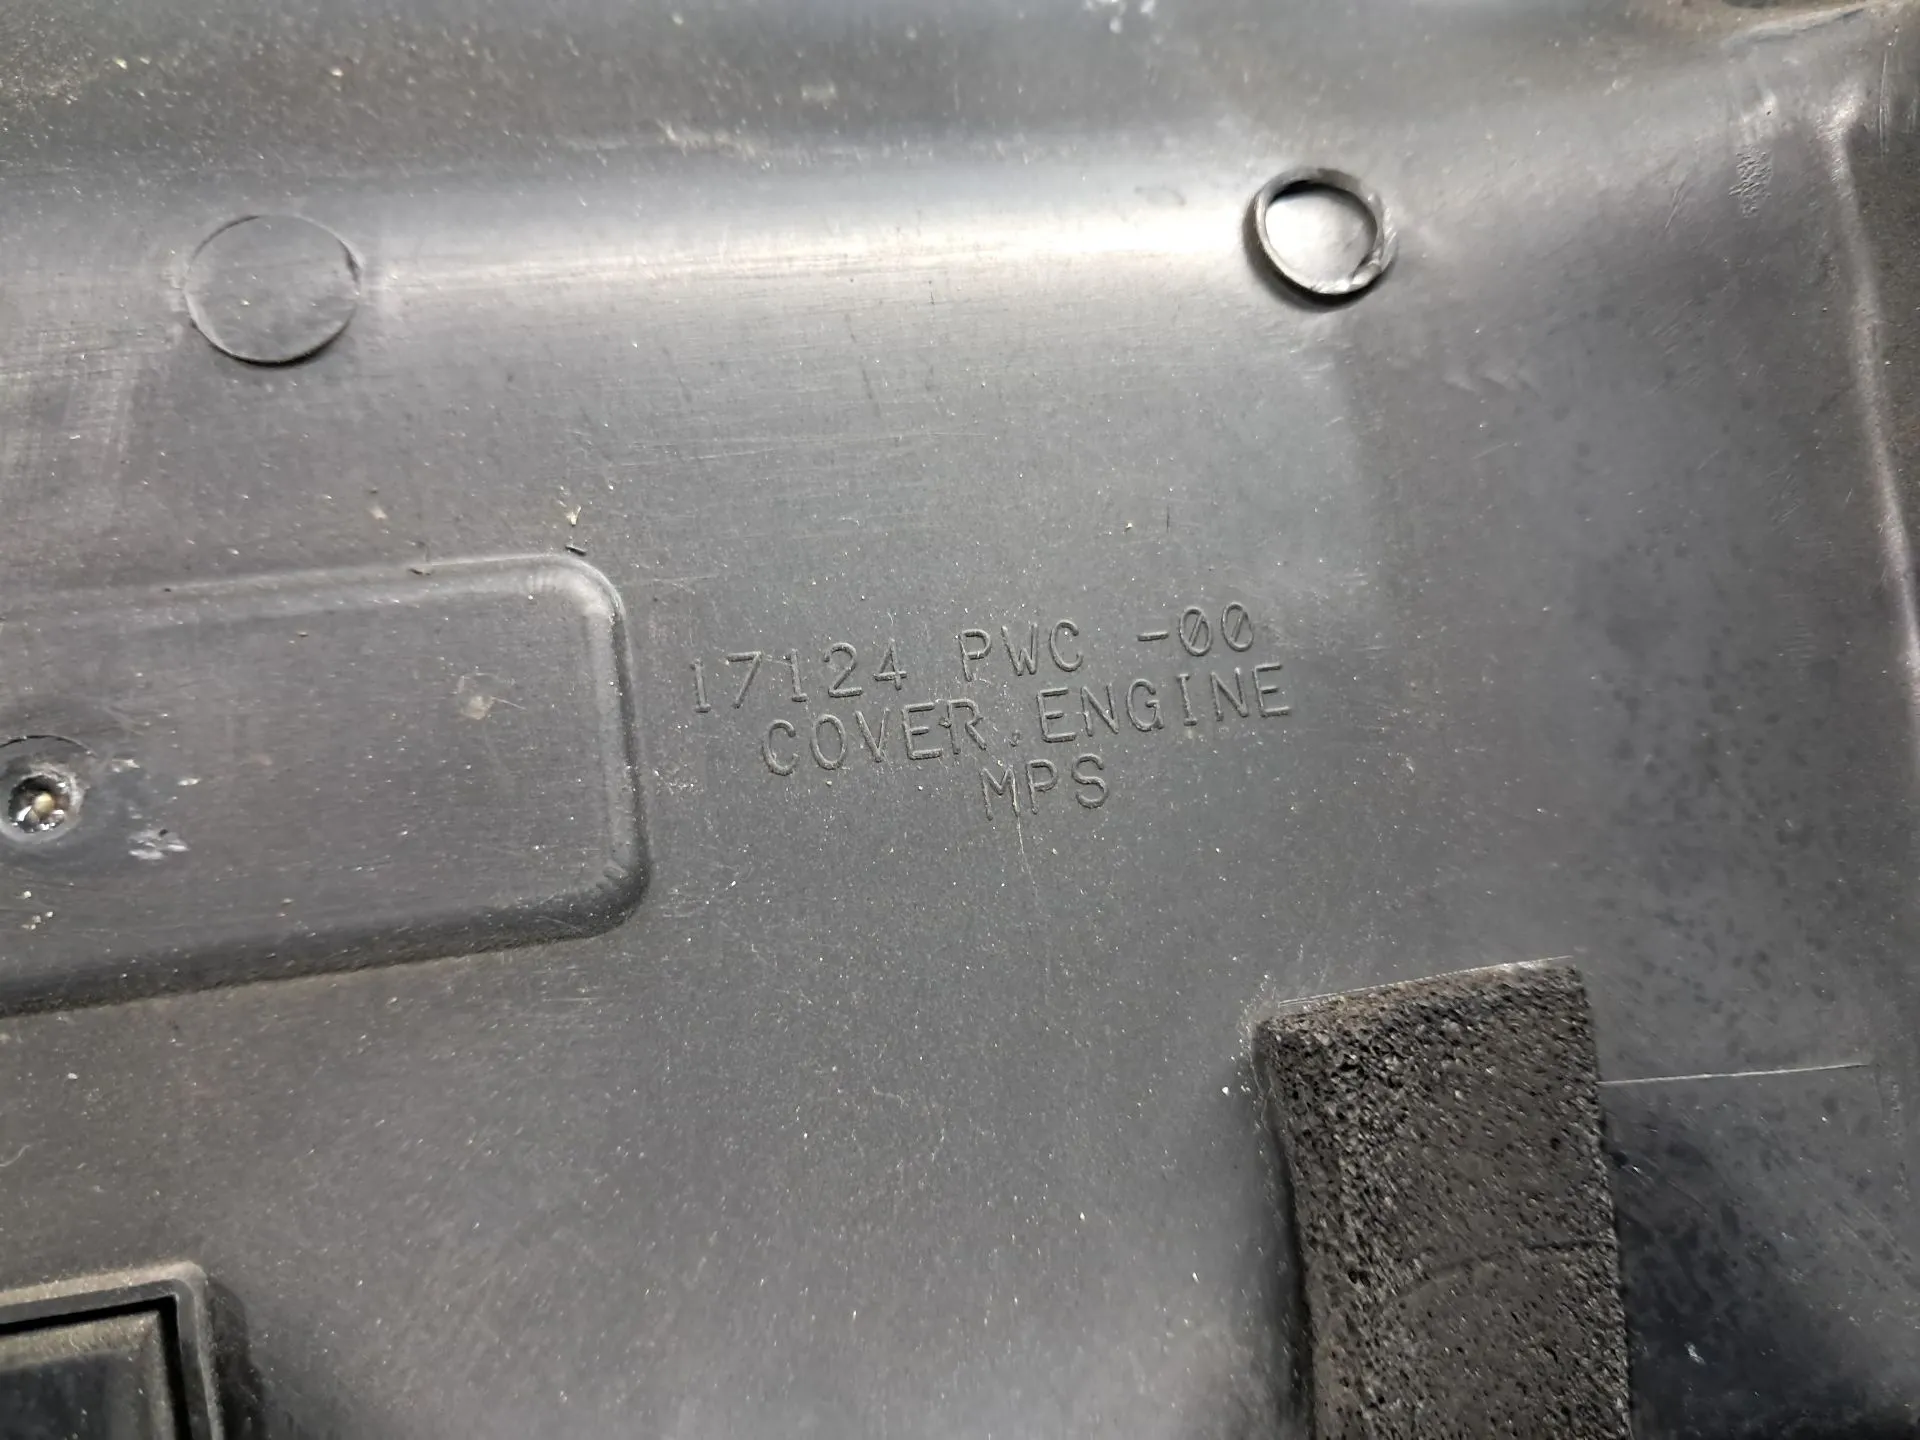 17124 PWC -00
COVER.ENGINE
MPS